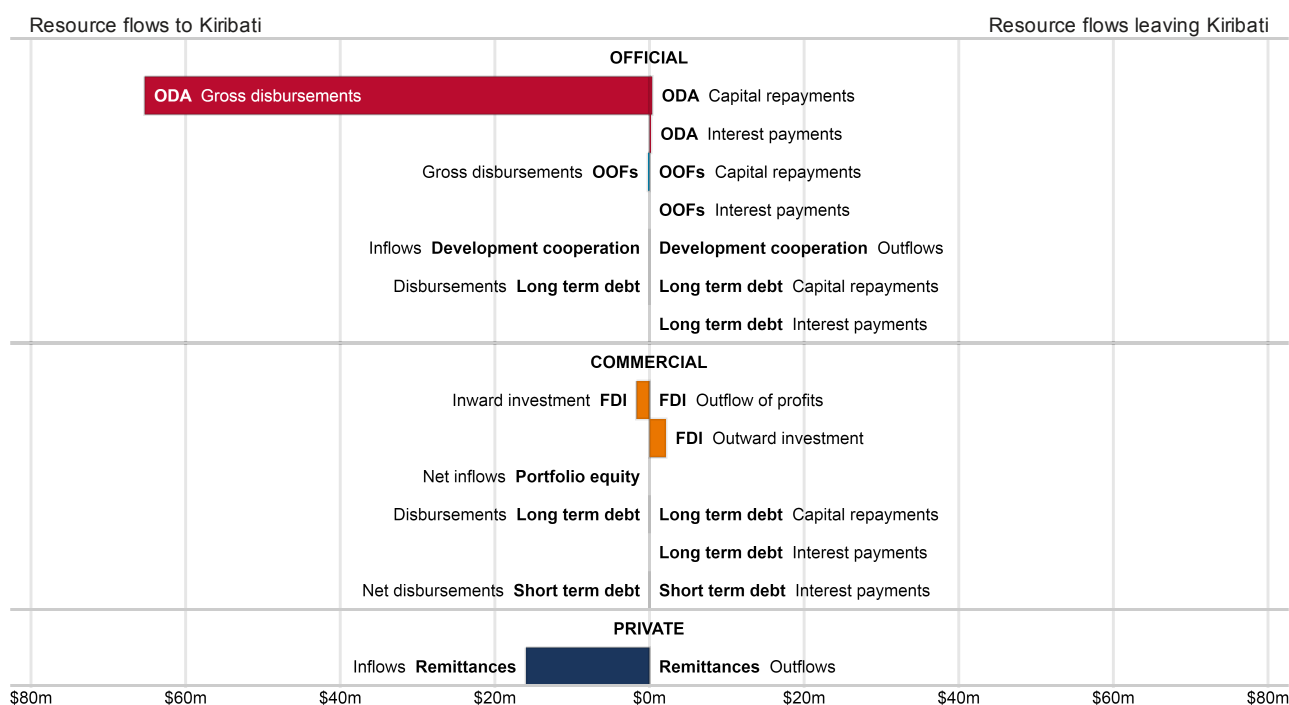 Resource flows to Kiribati Resource flows leaving Kiribati
OFFICIAL
ODA Gross disbursements ODA Capital repayments
ODA Interest payments
Gross disbursements OOFs OOFs Capital repayments
OOFs Interest payments
Inflows Development cooperation Development cooperation Outflows
Disbursements Long term debt Long term debt Capital repayments
Long term debt Interest payments
COMMERCIAL
Inward investment FDI FDI Outflow of profits
FDI Outward investment
Net inflows Portfolio equity
Disbursements Long term debt Long term debt Capital repayments
Long term debt Interest payments
Net disbursements Short term debt Short term debt Interest payments
PRIVATE
Inflows Remittances Remittances Outflows
$80m $60m $40m $20m $0m $20m $40m $60m $80m